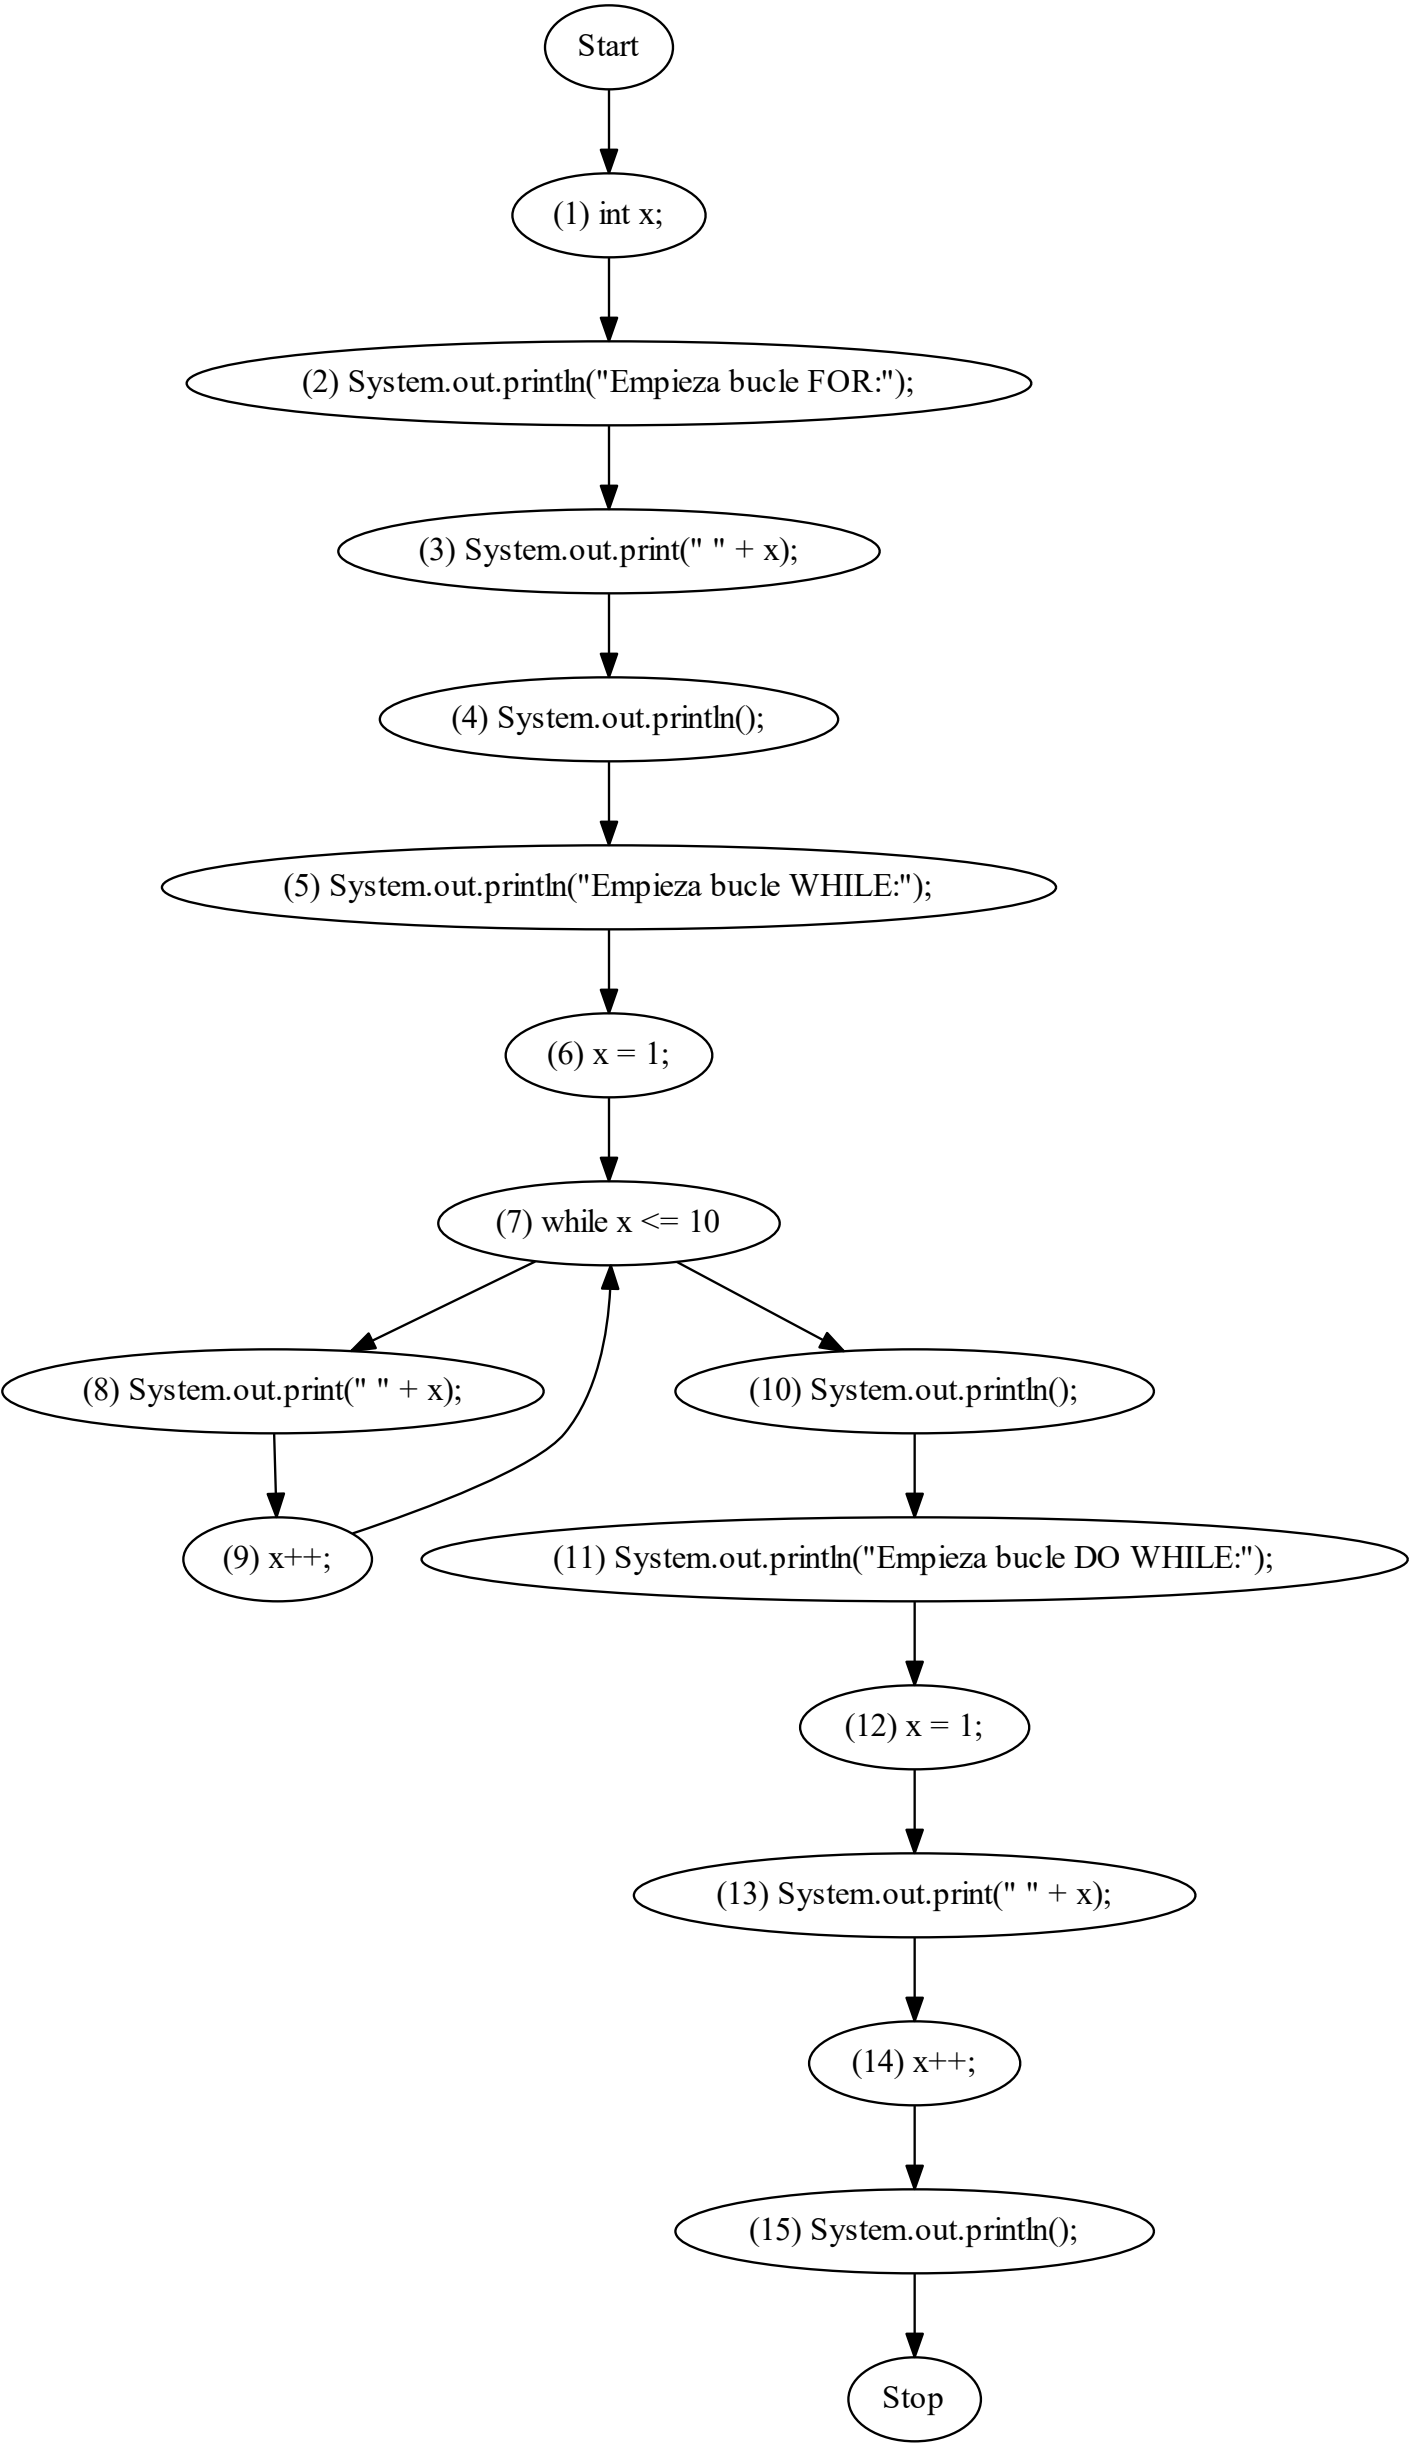 Start
(1) int x;
(2) System.out.println("Empieza bucle FOR:");
(3) System.out.print(" " + x);
(4) System.out.println();
(5) System.out.println("Empieza bucle WHILE:");
(6) x = 1;
(7) while x <= 10
(8) System.out.print(" " + x);
(10) System.out.println();
(9) x++;
(11) System.out.println("Empieza bucle DO WHILE:");
(12) x = 1;
(13) System.out.print(" " + x);
(14) x++;
(15) System.out.println();
Stop